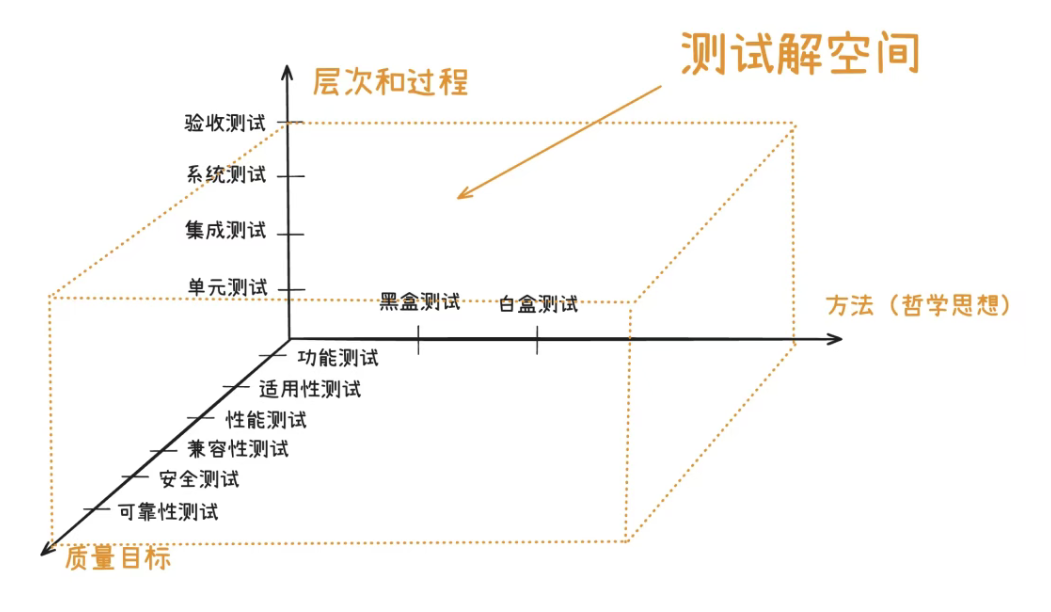 测试解空间
层次和过程
验收测试
系统测试
集成测试
单元测试
黑盒测试
白盒测试
方法（哲学思想）
功能测试
适用性测试
性能测试
兼容性测试
安全测试
可靠性测试
质量目标